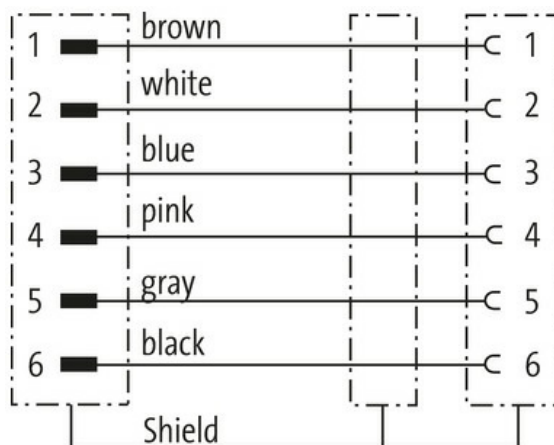 1 brown 1
2 white 2
3 blue 3
4 pink 4
5 gray 5
6 black 6
Shield